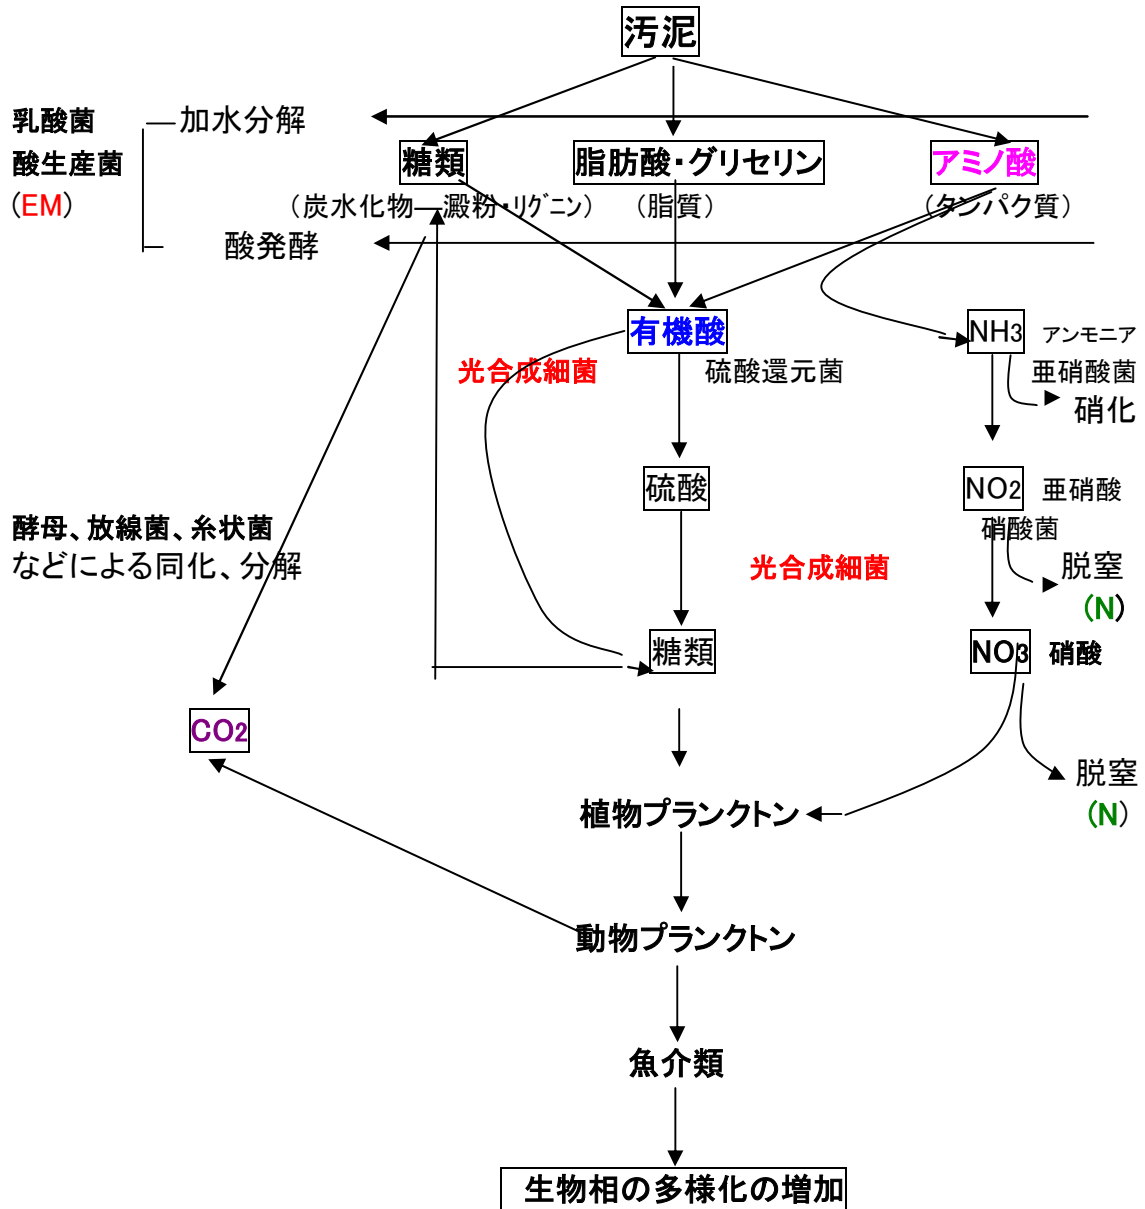 汚泥
乳酸菌 ―加水分解
酸生産菌 糖類 脂肪酸・グリセリン アミノ酸
(EM) (炭水化物―澱粉・ﾘｸﾞﾆﾝ) (脂質) (タンパク質)
― 酸発酵
有機酸 NH3 アンモニア
光合成細菌 硫酸還元菌 亜硝酸菌
硝化
硫酸 NO2 亜硝酸
酵母、放線菌、糸状菌 硝酸菌
などによる同化、分解 光合成細菌 脱窒
(N)
糖類 NO3 硝酸
CO2
脱窒
植物プランクトン (N)
動物プランクトン
魚介類
生物相の多様化の増加